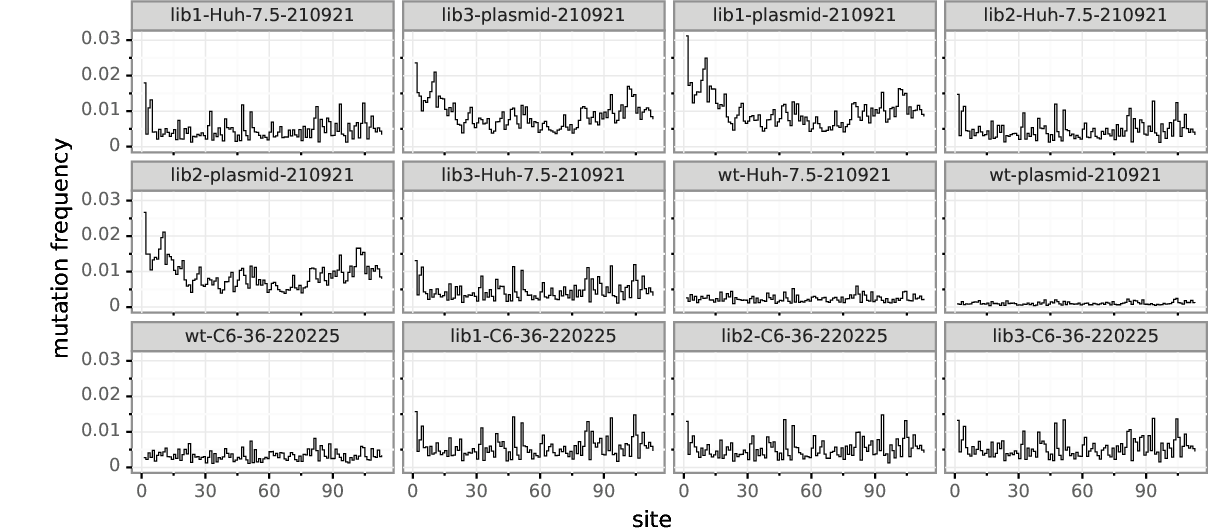 lib1-Huh-7.5-210921 lib3-plasmid-210921 lib1-plasmid-210921 lib2-Huh-7.5-210921
0.03
0.02
0.01
0
lib2-plasmid-210921 lib3-Huh-7.5-210921 wt-Huh-7.5-210921 wt-plasmid-210921
0.03
0.02
0.01
0
mutation frequency
wt-C6-36-220225 lib1-C6-36-220225 lib2-C6-36-220225 lib3-C6-36-220225
0.03
0.02
0.01
0
0 30 60 90 0 30 60 90 0 30 60 90 0 30 60 90
site